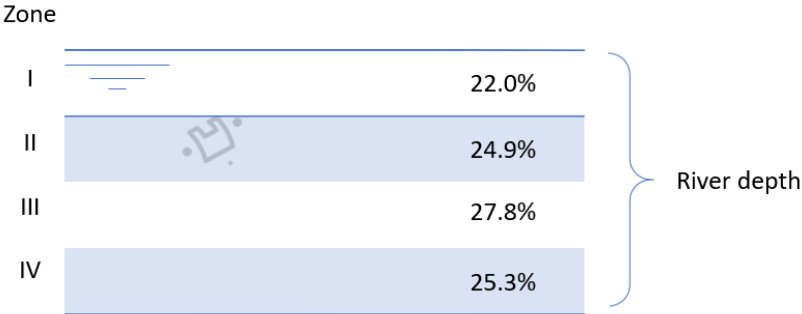 Zone
I
22.0%
II
24.9%
River depth
III
27.8%
IV
25.3%